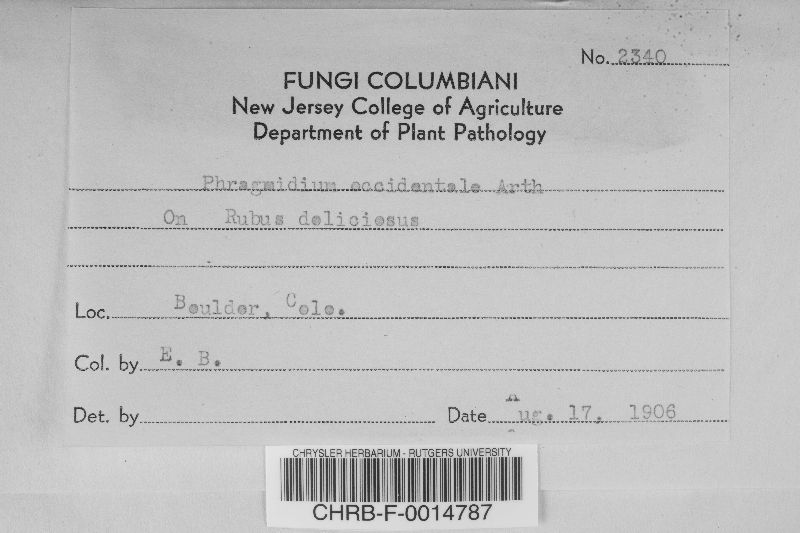 No. 2340
FUNGI COLUMBIANI
New Jersey College of Agriculture
Department of Plant Pathology
Phragmidium occidentale Arth
On Rubus deliciosus
Loc. Boulder, Colo.
Col. by E. B.
Det. by
Date Aug. 17, 1906
CHRYSLER HERBARIUM - RUTGERS UNIVERSITY
CHRB-F-0014787